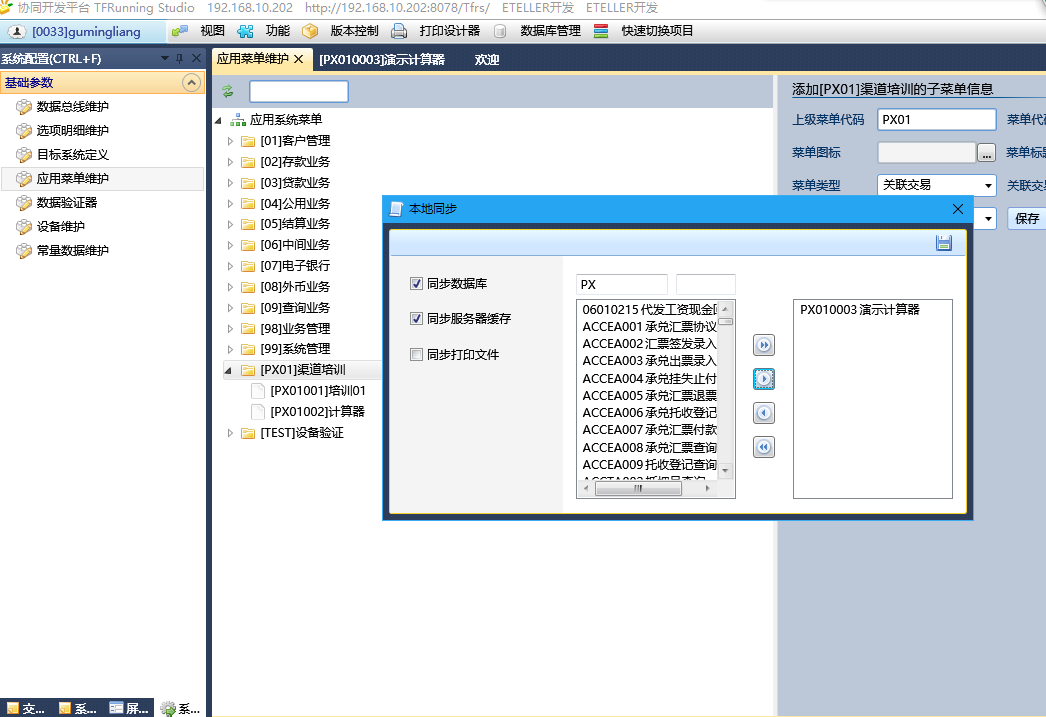 协同开发平台 TFRunning Studio 192.168.10.202 http://192.168.10.202:8078/Tfrs/ ETELLER开发 ETELLER开发
[0033]gumingliang 视图 功能 版本控制 打印设计器 数据库管理 快速切换项目
系统配置(CTRL+F)
基础参数
数据总线维护
选项明细维护
目标系统定义
应用菜单维护
数据验证器
设备维护
常量数据维护
交... 系... 屏... 系...
应用菜单维护 [PX010003]演示计算器 欢迎
应用系统菜单
[01]客户管理
[02]存款业务
[03]贷款业务
[04]公用业务
[05]结算业务
[06]中间业务
[07]电子银行
[08]外币业务
[09]查询业务
[98]业务管理
[99]系统管理
[PX01]渠道培训
[PX01001]培训01
[PX01002]计算器
[TEST]设备验证
添加[PX01]渠道培训的子菜单信息
上级菜单代码 PX01 菜单代
菜单图标 ... 菜单标
菜单类型 关联交易 关联交
保存
本地同步
同步数据库
同步服务器缓存
同步打印文件
PX
06010215 代发工资现金
ACCEA001 承兑汇票协议
ACCEA002 汇票签发录入
ACCEA003 承兑出票录入
ACCEA004 承兑挂失止付
ACCEA005 承兑汇票退票
ACCEA006 承兑托收登记
ACCEA007 承兑汇票付款
ACCEA008 承兑汇票查询
ACCEA009 托收登记查询
PX010003 演示计算器